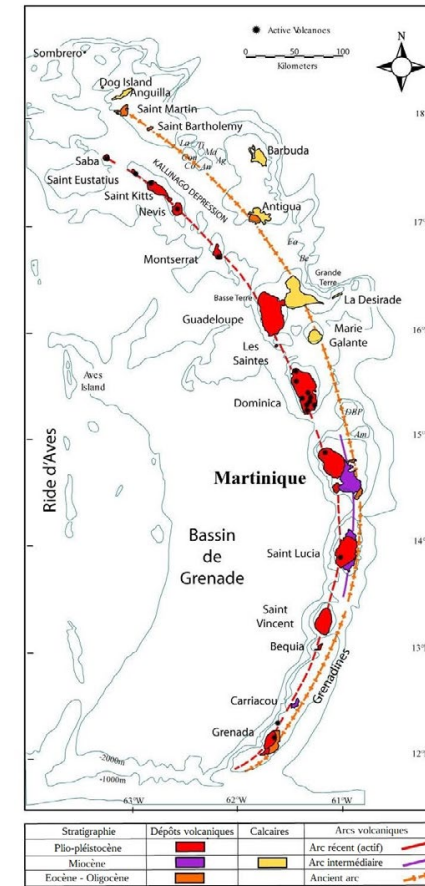 Active Volcanoes
0 50 100
Kilometers
N
Sombrero
Dog Island
Anguilla
Saint Martin
Saint Bartholemy
18°
Saba
Saint Eustatius
Saint Kitts
Nevis
KALLINAGO DEPRESSION
Barbuda
Antigua
17°
Montserrat
Grande
Terre
La Desirade
Basse Terre
Guadeloupe
Marie
Galante
16°
Les
Saintes
Aves
Island
Dominica
Ride d'Aves
15°
Martinique
Bassin
de
Grenade
Saint Lucia
14°
Saint
Vincent
Bequia
13°
Grenadines
Carriacou
Grenada
-2000m
-1000m
12°
63°W 62°W 61°W
Stratigraphie Dépôts volcaniques Calcaires Arcs volcaniques
Plio-pléistocène Arc récent (actif)
Miocène Arc intermédiaire
Eocène - Oligocène Ancient arc